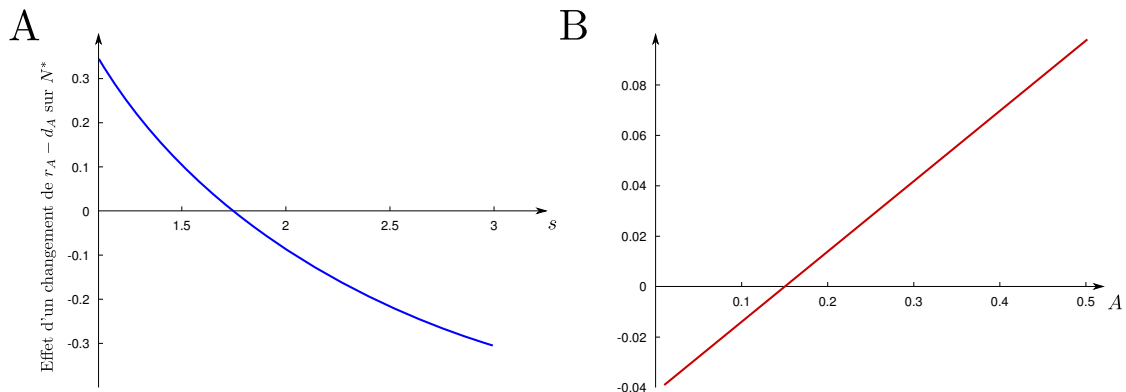 A
Effet d'un changement de r_A − d_A sur N*
0.3
0.2
0.1
0
-0.1
-0.2
-0.3
1.5 2 2.5 3
s
B
0.08
0.06
0.04
0.02
0
-0.02
-0.04
0.1 0.2 0.3 0.4 0.5
A